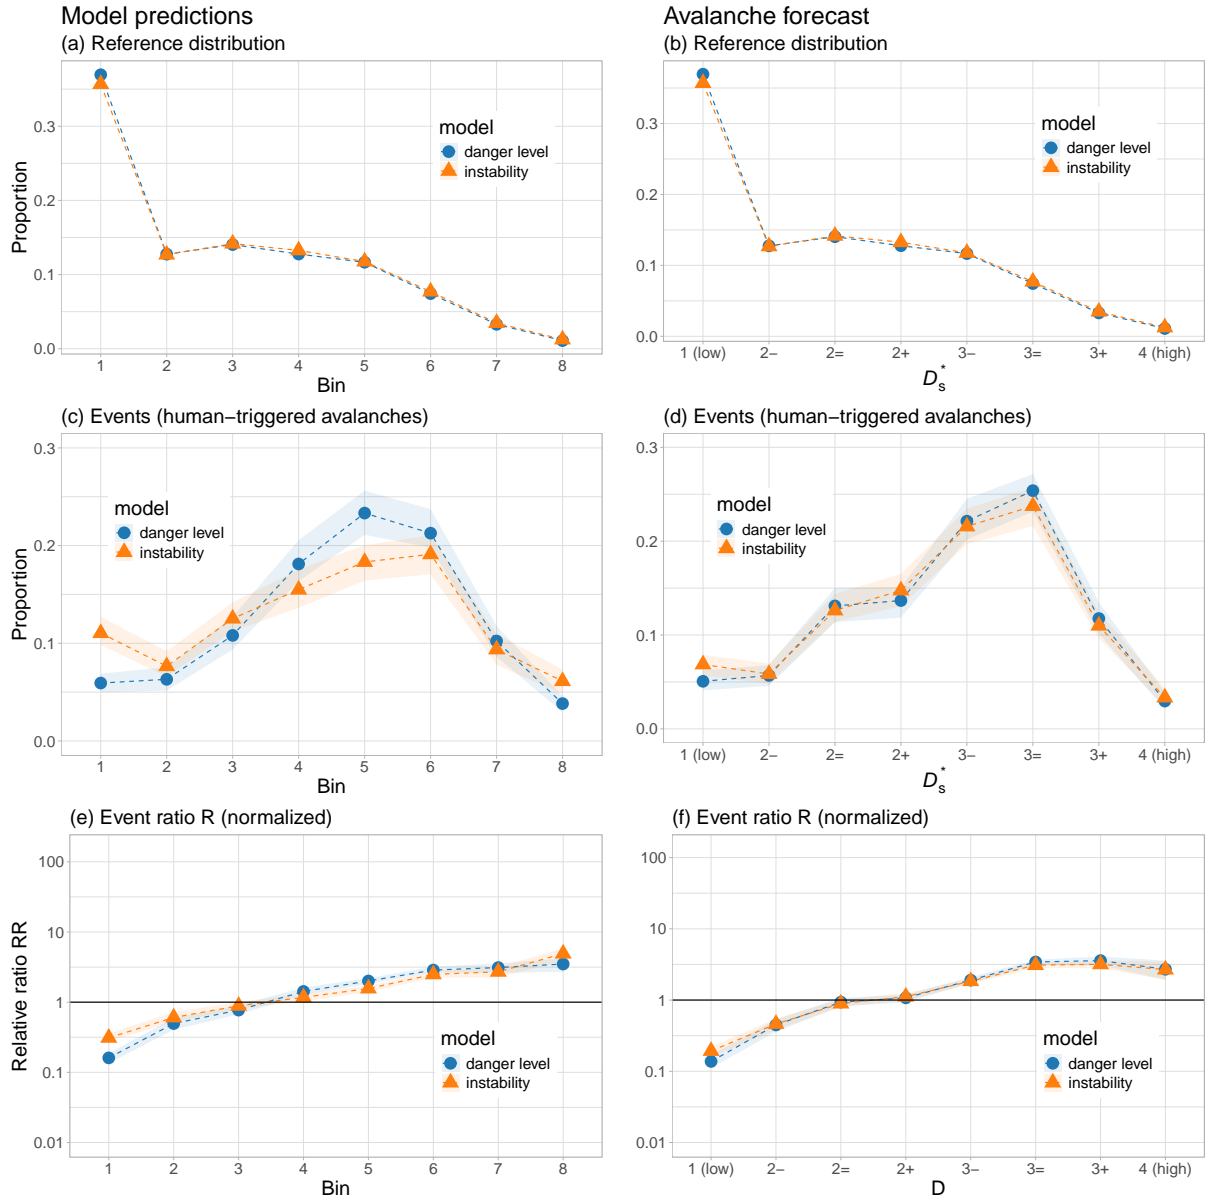 Model predictions
(a) Reference distribution
Proportion
0.3
0.2
0.1
0.0
model
danger level
instability
1 2 3 4 5 6 7 8
Bin
Avalanche forecast
(b) Reference distribution
0.3
0.2
0.1
0.0
model
danger level
instability
1 (low) 2− 2= 2+ 3− 3= 3+ 4 (high)
D*s
(c) Events (human−triggered avalanches)
Proportion
0.3
0.2
0.1
0.0
model
danger level
instability
1 2 3 4 5 6 7 8
Bin
(d) Events (human−triggered avalanches)
0.3
0.2
0.1
0.0
model
danger level
instability
1 (low) 2− 2= 2+ 3− 3= 3+ 4 (high)
D*s
(e) Event ratio R (normalized)
Relative ratio RR
100
10
1
0.1
0.01
model
danger level
instability
1 2 3 4 5 6 7 8
Bin
(f) Event ratio R (normalized)
100
10
1
0.1
0.01
model
danger level
instability
1 (low) 2− 2= 2+ 3− 3= 3+ 4 (high)
D